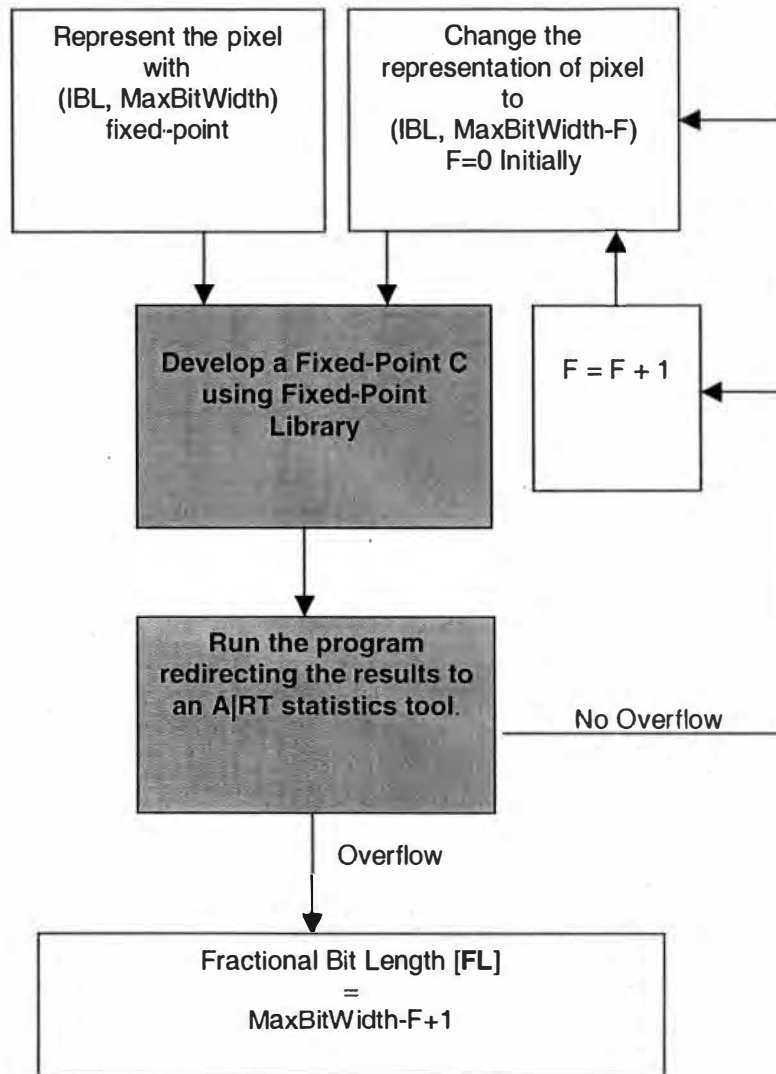 Represent the pixel
with
(IBL, MaxBitWidth)
fixed-point
Change the
representation of pixel
to
(IBL, MaxBitWidth-F)
F=0 Initially
Develop a Fixed-Point C
using Fixed-Point
Library
F = F + 1
Run the program
redirecting the results to
an A|RT statistics tool.
No Overflow
Overflow
Fractional Bit Length [FL]
=
MaxBitWidth-F+1